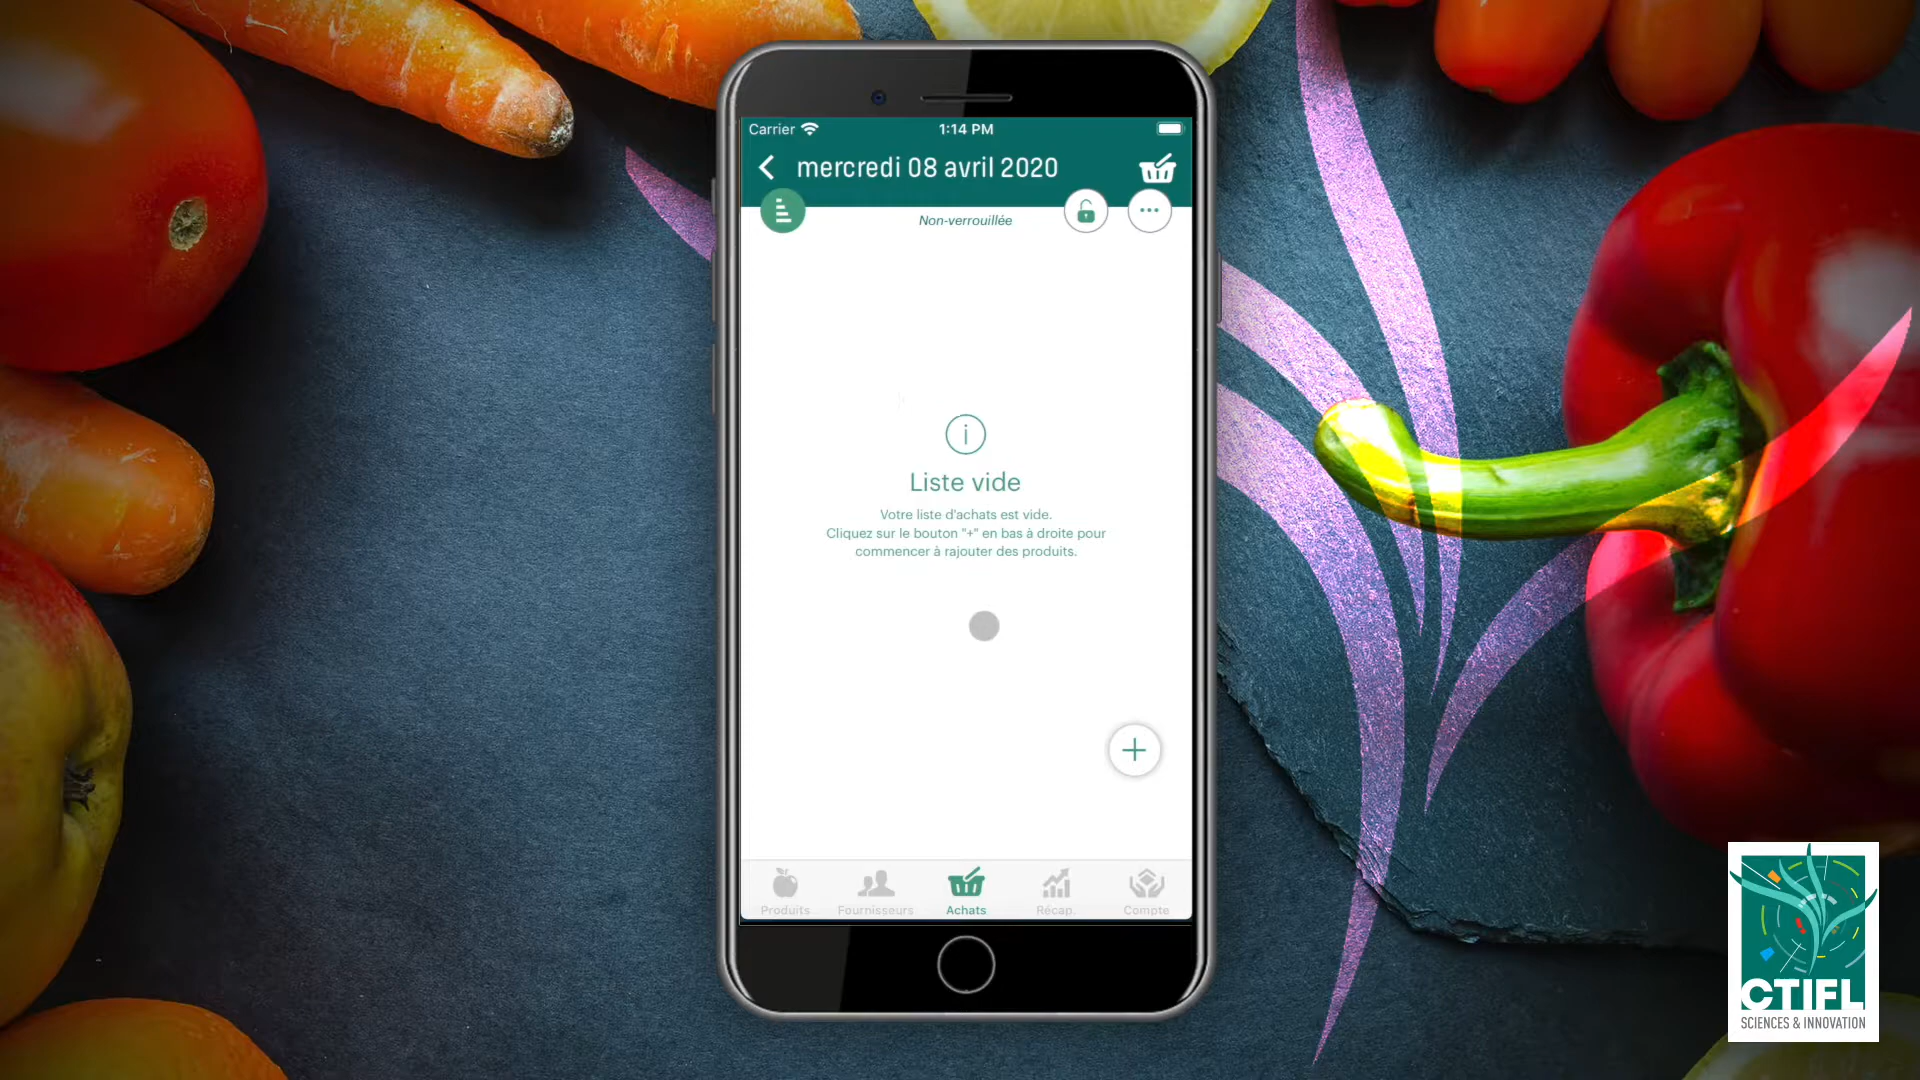 Carrier
1:14 PM
mercredi 08 avril 2020
Non-verrouillée
Liste vide
Votre liste d'achats est vide.
Cliquez sur le bouton "+" en bas à droite pour
commencer à rajouter des produits.
Produits
Fournisseurs
Achats
Récap.
Compte
CTIFL
SCIENCES & INNOVATION